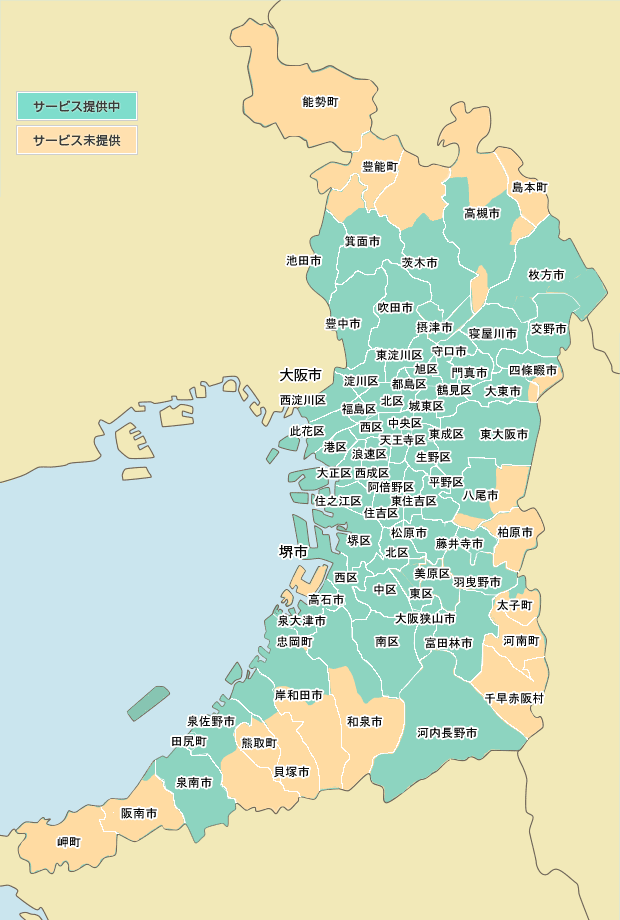 能勢町
サービス提供中
サービス未提供
豊能町
島本町
高槻市
箕面市
池田市
茨木市
枚方市
吹田市
豊中市
摂津市
交野市
寝屋川市
東淀川区
守口市
旭区
門真市
四條畷市
大阪市
淀川区
都島区
鶴見区
大東市
西淀川区
北区
福島区
城東区
此花区
西区
中央区
東成区
東大阪市
天王寺区
港区
浪速区
生野区
大正区
西成区
平野区
阿倍野区
八尾市
住之江区
東住吉区
住吉区
松原市
柏原市
堺区
藤井寺市
堺市
北区
西区
美原区
羽曳野市
中区
東区
高石市
太子町
泉大津市
大阪狭山市
忠岡町
南区
富田林市
河南町
岸和田市
千早赤阪村
泉佐野市
和泉市
河内長野市
田尻町
熊取町
貝塚市
泉南市
阪南市
岬町